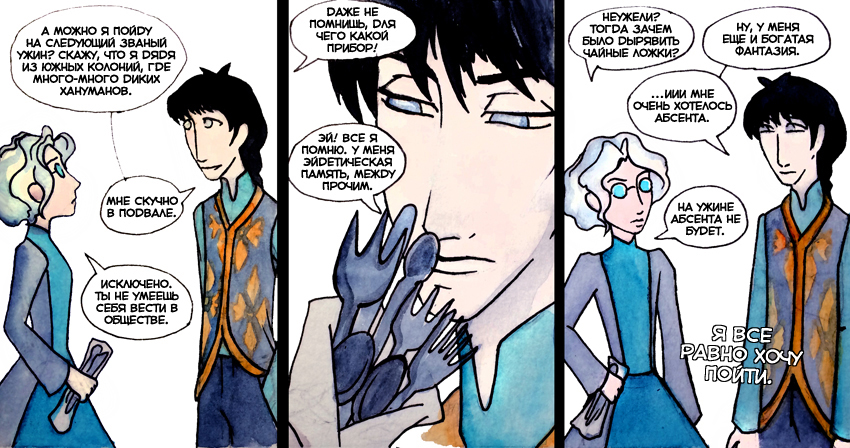 А МОЖНО Я ПОЙДУ
НА СЛЕДУЮЩИЙ ЗВАНЫЙ
УЖИН? СКАЖУ, ЧТО Я ДЯДЯ
ИЗ ЮЖНЫХ КОЛОНИЙ, ГДЕ
МНОГО-МНОГО ДИКИХ
ХАНУМАНОВ.
МНЕ СКУЧНО
В ПОДВАЛЕ.
ИСКЛЮЧЕНО.
ТЫ НЕ УМЕЕШЬ
СЕБЯ ВЕСТИ В
ОБЩЕСТВЕ.
ДАЖЕ НЕ
ПОМНИШЬ, ДЛЯ
ЧЕГО КАКОЙ
ПРИБОР!
ЭЙ! ВСЕ Я
ПОМНЮ. У МЕНЯ
ЭЙДЕТИЧЕСКАЯ
ПАМЯТЬ, МЕЖДУ
ПРОЧИМ.
НЕУЖЕЛИ?
ТОГДА ЗАЧЕМ
БЫЛО ДЫРЯВИТЬ
ЧАЙНЫЕ ЛОЖКИ?
НУ, У МЕНЯ
ЕЩЕ И БОГАТАЯ
ФАНТАЗИЯ.
...ИИИ МНЕ
ОЧЕНЬ ХОТЕЛОСЬ
АБСЕНТА.
НА УЖИНЕ
АБСЕНТА НЕ
БУДЕТ.
Я ВСЕ
РАВНО ХОЧУ
ПОЙТИ.